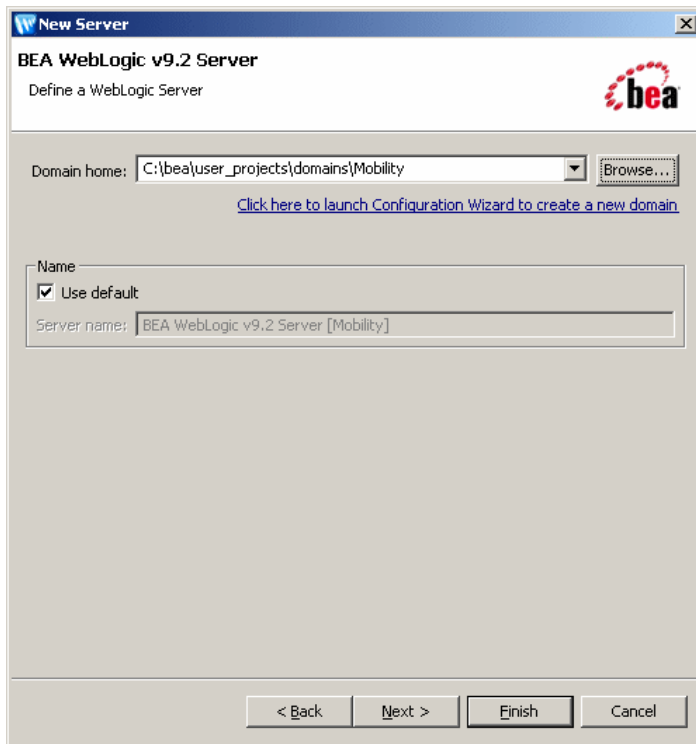 New Server
BEA WebLogic v9.2 Server
Define a WebLogic Server
bea
Domain home: C:\bea\user_projects\domains\Mobility Browse...
Click here to launch Configuration Wizard to create a new domain
Name
Use default
Server name: BEA WebLogic v9.2 Server [Mobility]
< Back Next > Finish Cancel